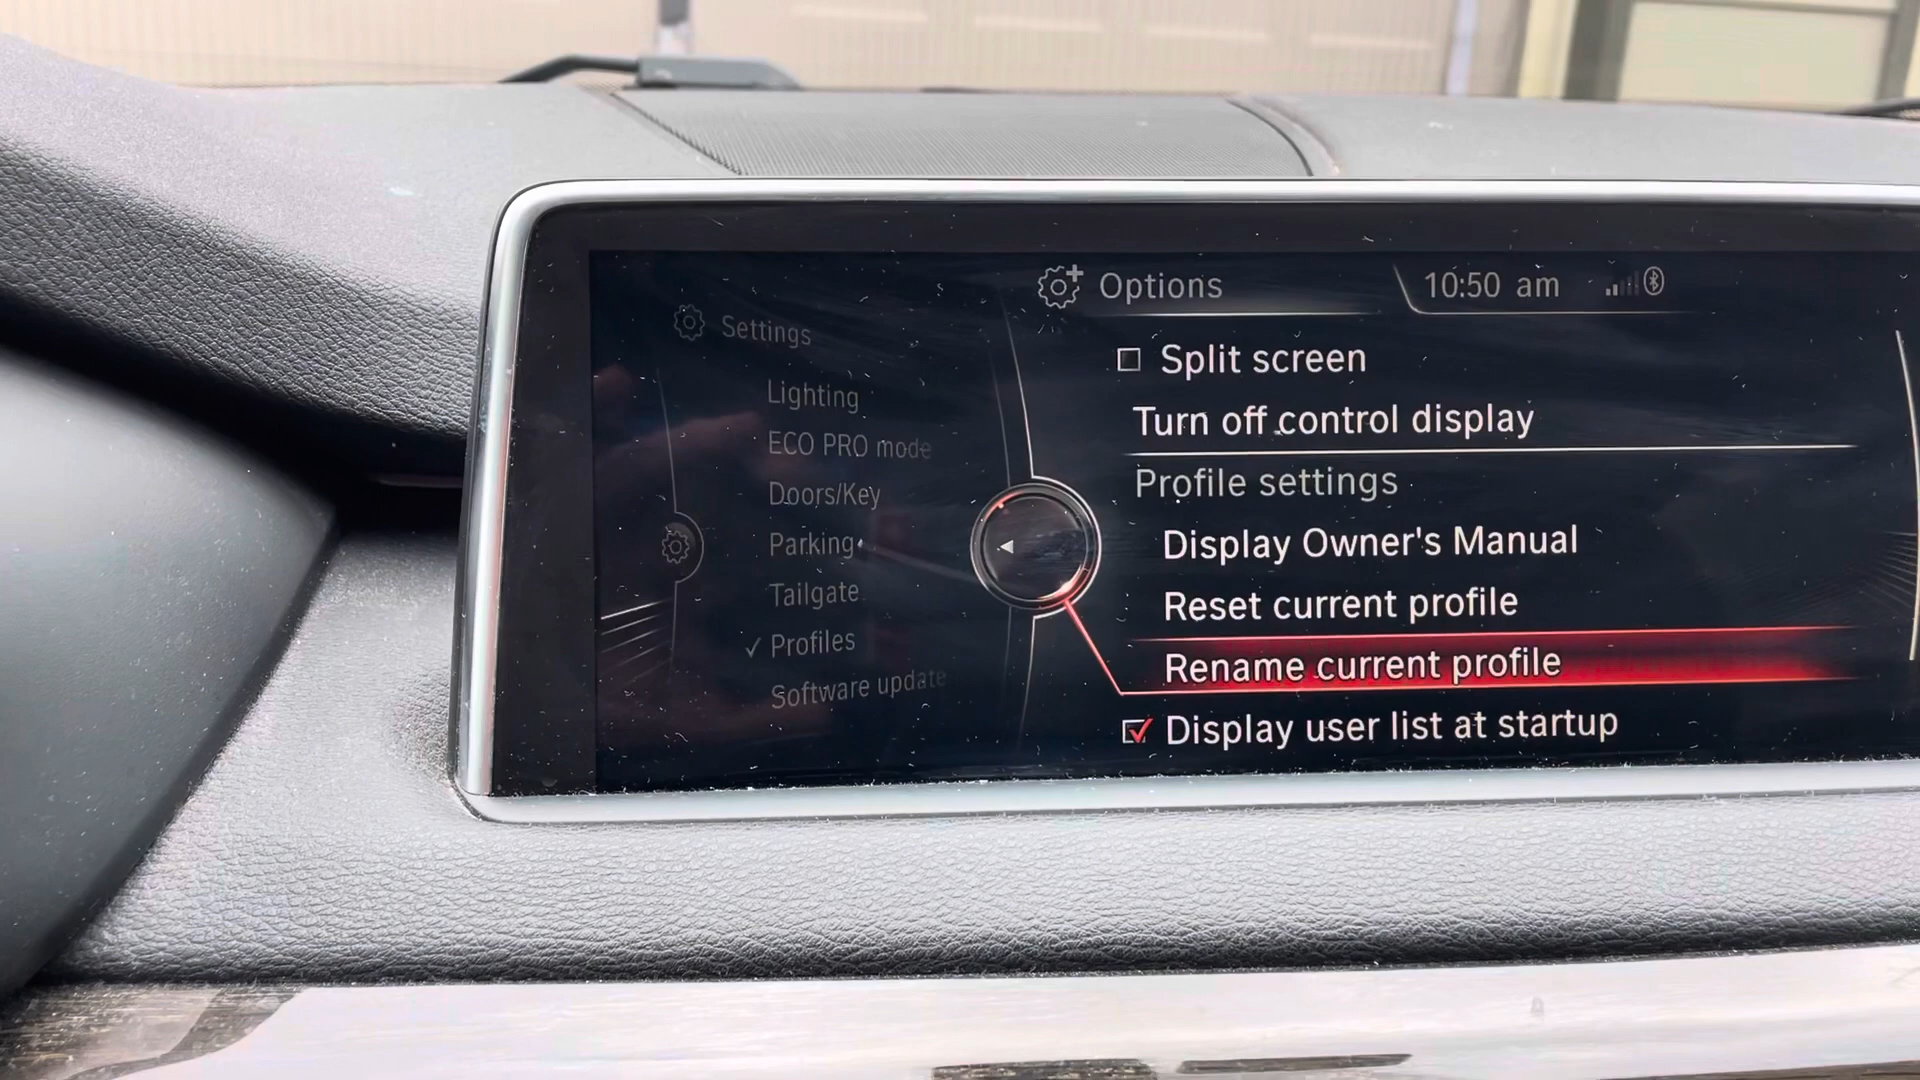 Settings
Lighting
ECO PRO mode
Doors/Key
Parking
Tailgate
Profiles
Software update
Options
10:50 am
Split screen
Turn off control display
Profile settings
Display Owner's Manual
Reset current profile
Rename current profile
Display user list at startup